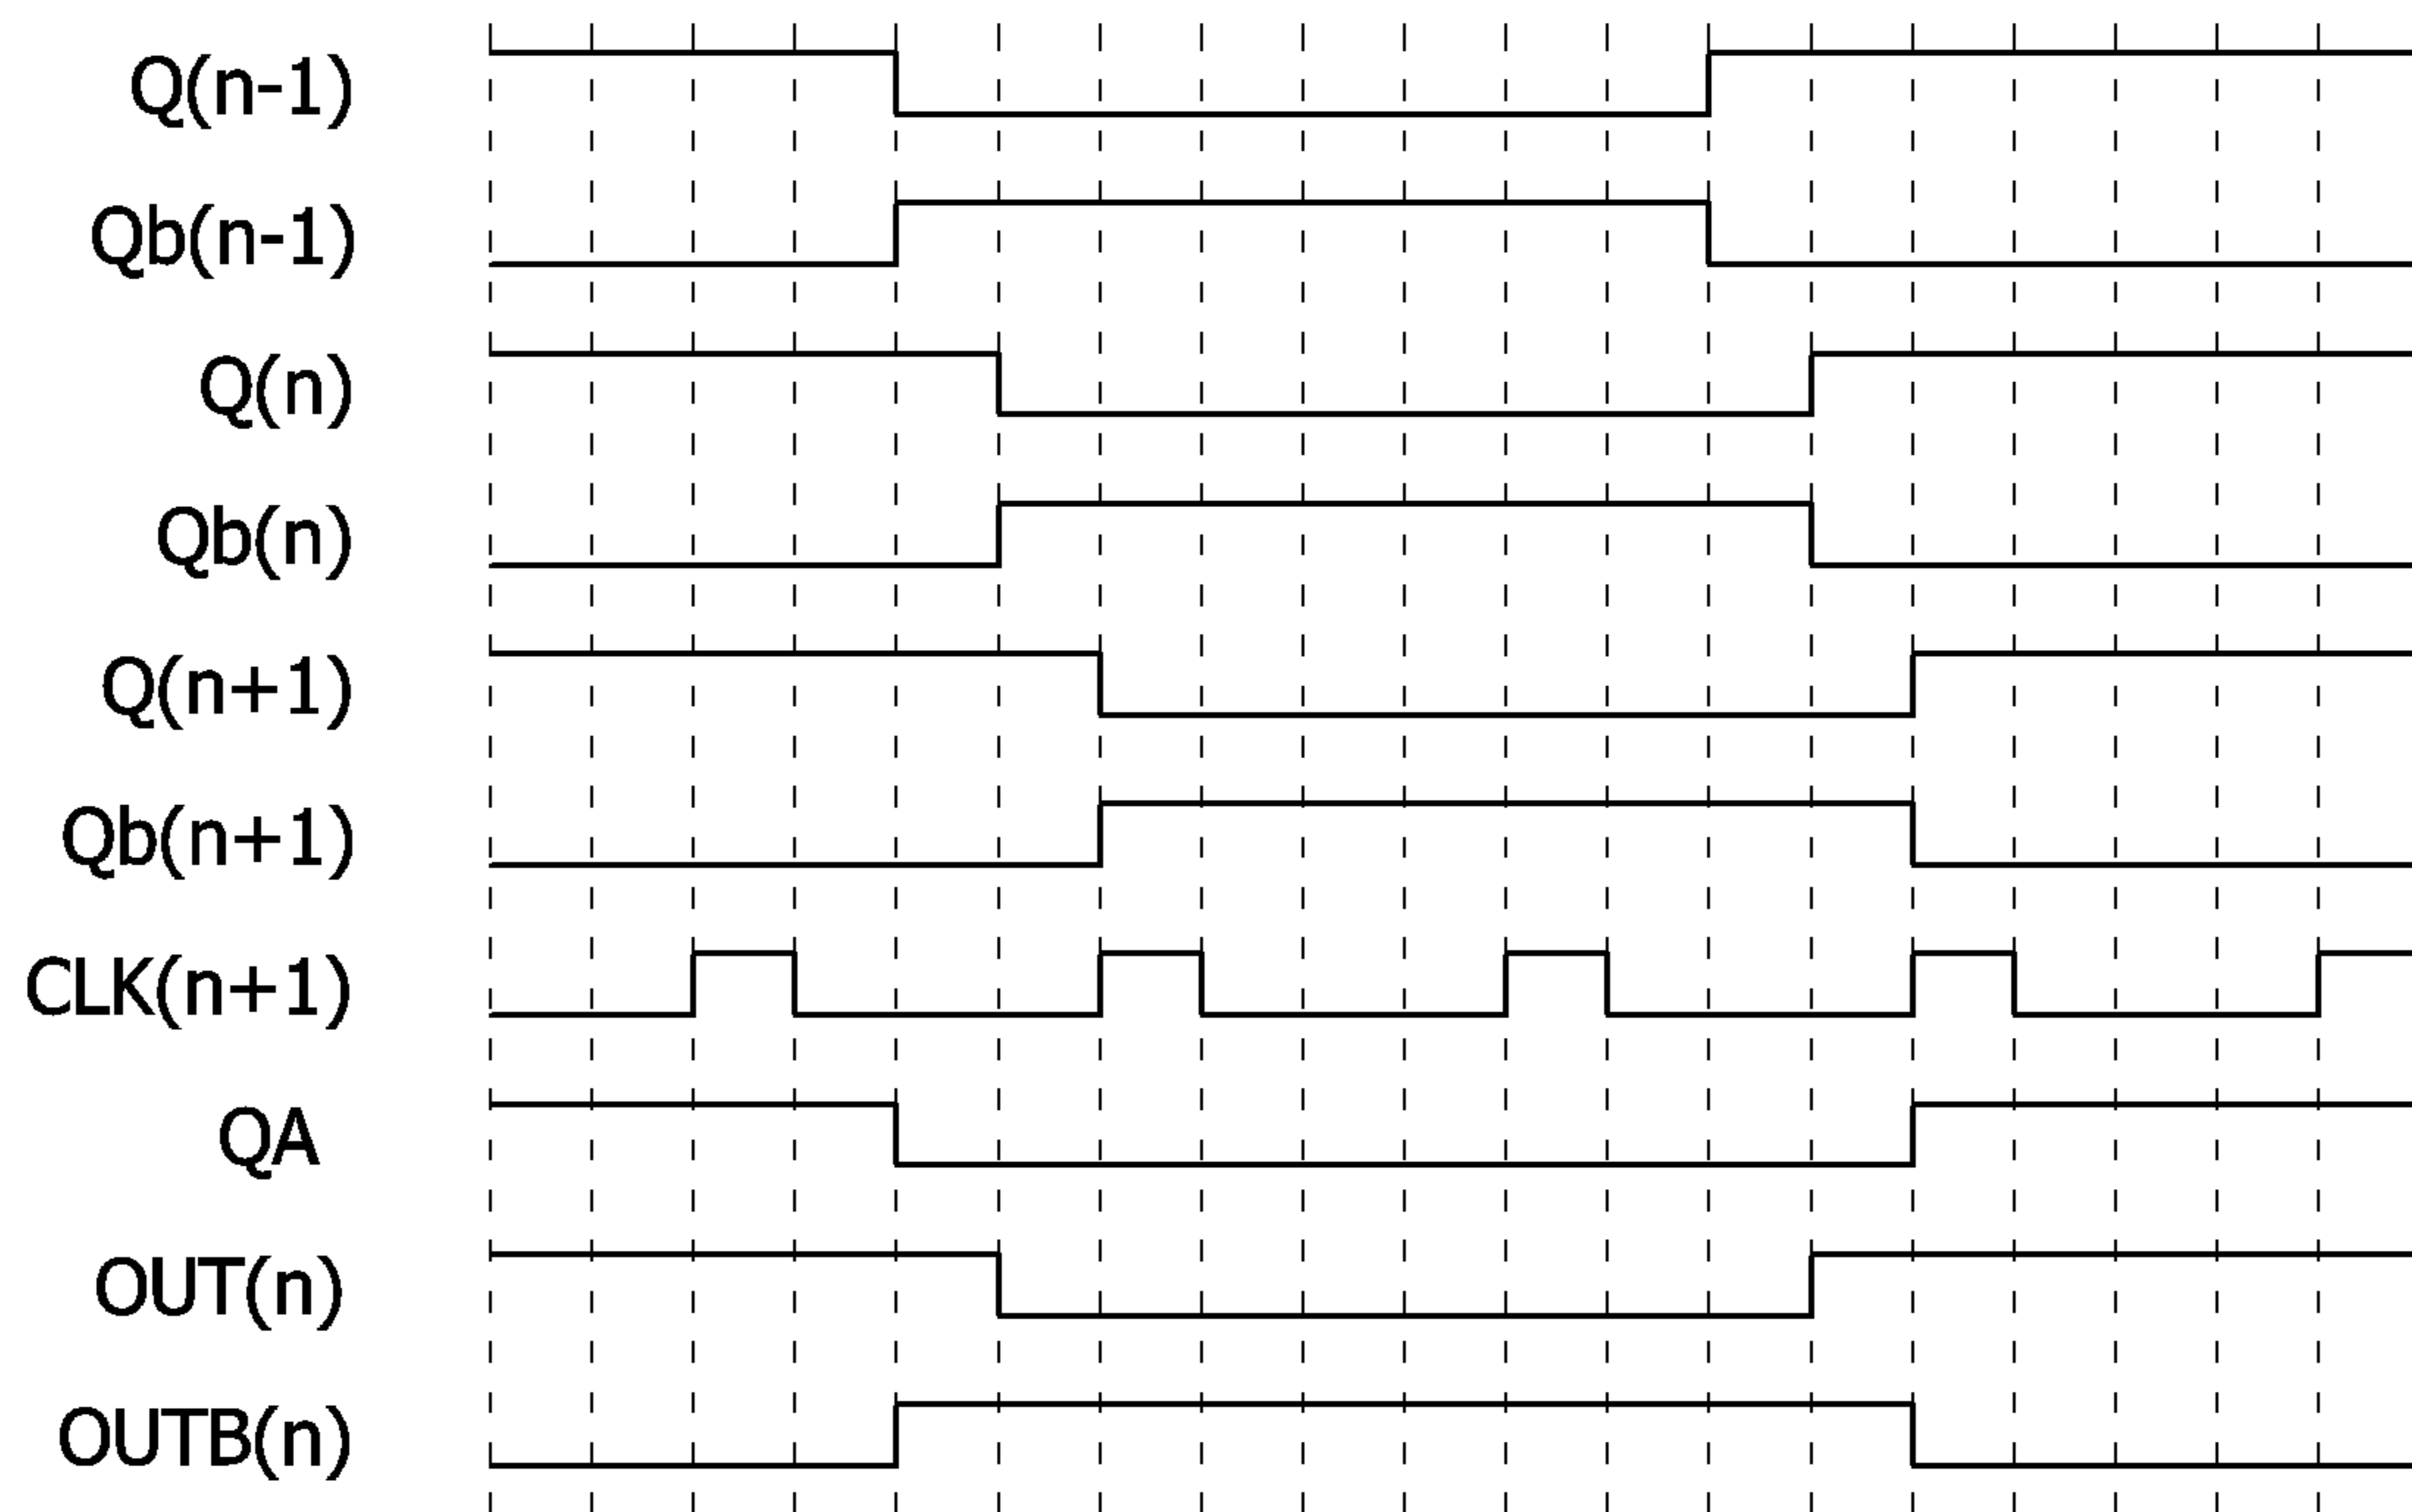 Q(n-1)
Qb(n-1)
Q(n)
Qb(n)
Q(n+1)
Qb(n+1)
CLK(n+1)
QA
OUT(n)
OUTB(n)